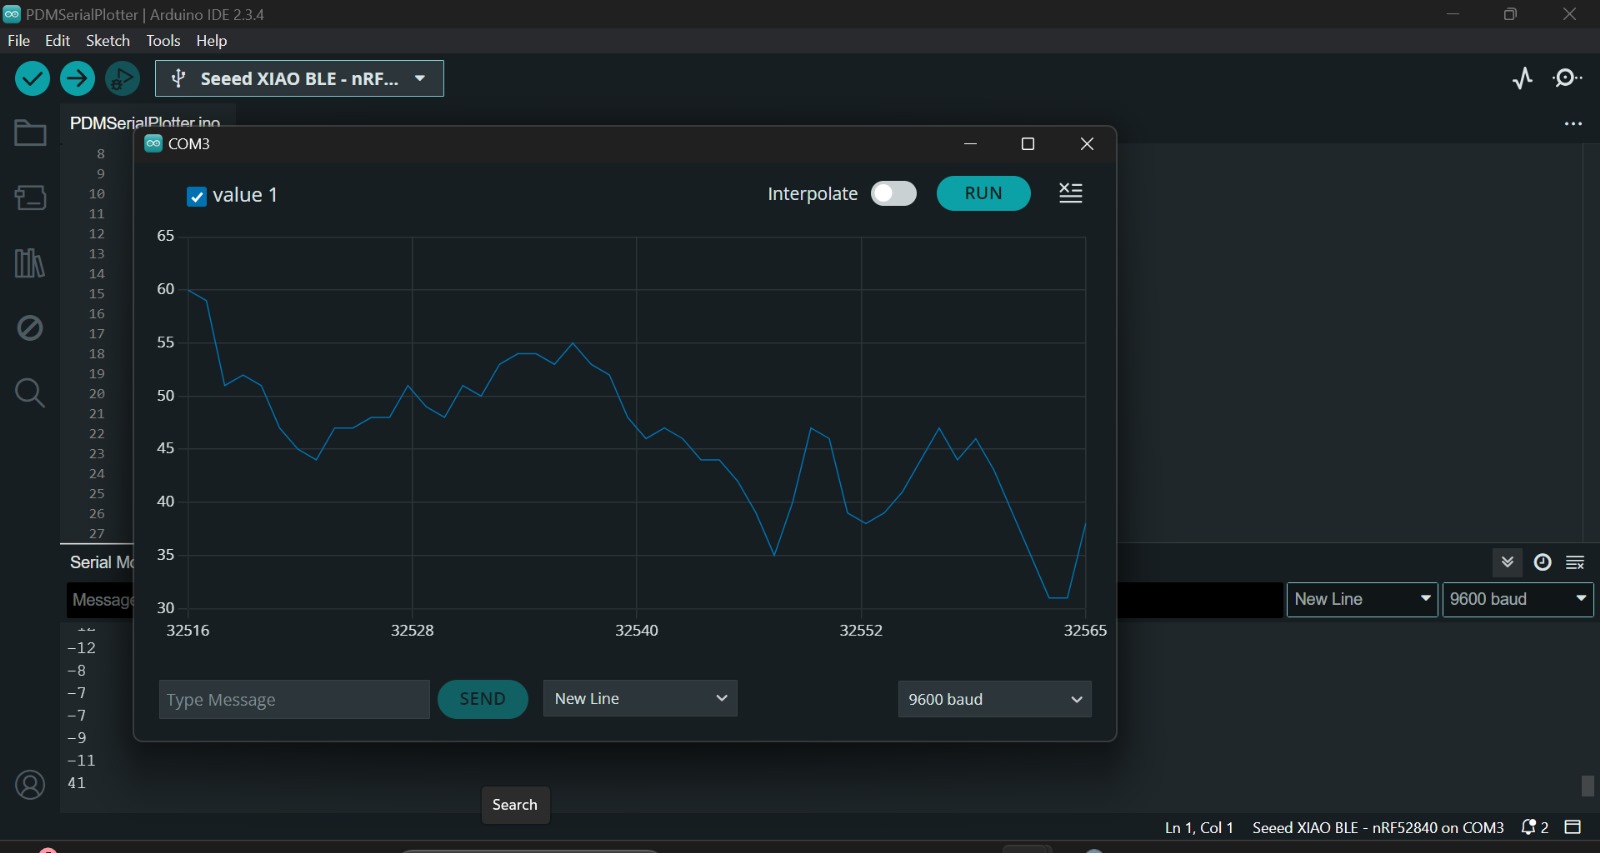 PDMSerialPlotter | Arduino IDE 2.3.4
File Edit Sketch Tools Help
Seeed XIAO BLE - nRF...
PDMSerialPlotter.ino
8
9
10
11
12
13
14
15
16
17
18
19
20
21
22
23
24
25
26
27
COM3
value 1
Interpolate
RUN
65
60
55
50
45
40
35
30
32516 32528 32540 32552 32565
Type Message
SEND
New Line
9600 baud
Serial Mo
Message
New Line
9600 baud
-12
-8
-7
-7
-9
-11
41
Search
Ln 1, Col 1 Seeed XIAO BLE - nRF52840 on COM3 2